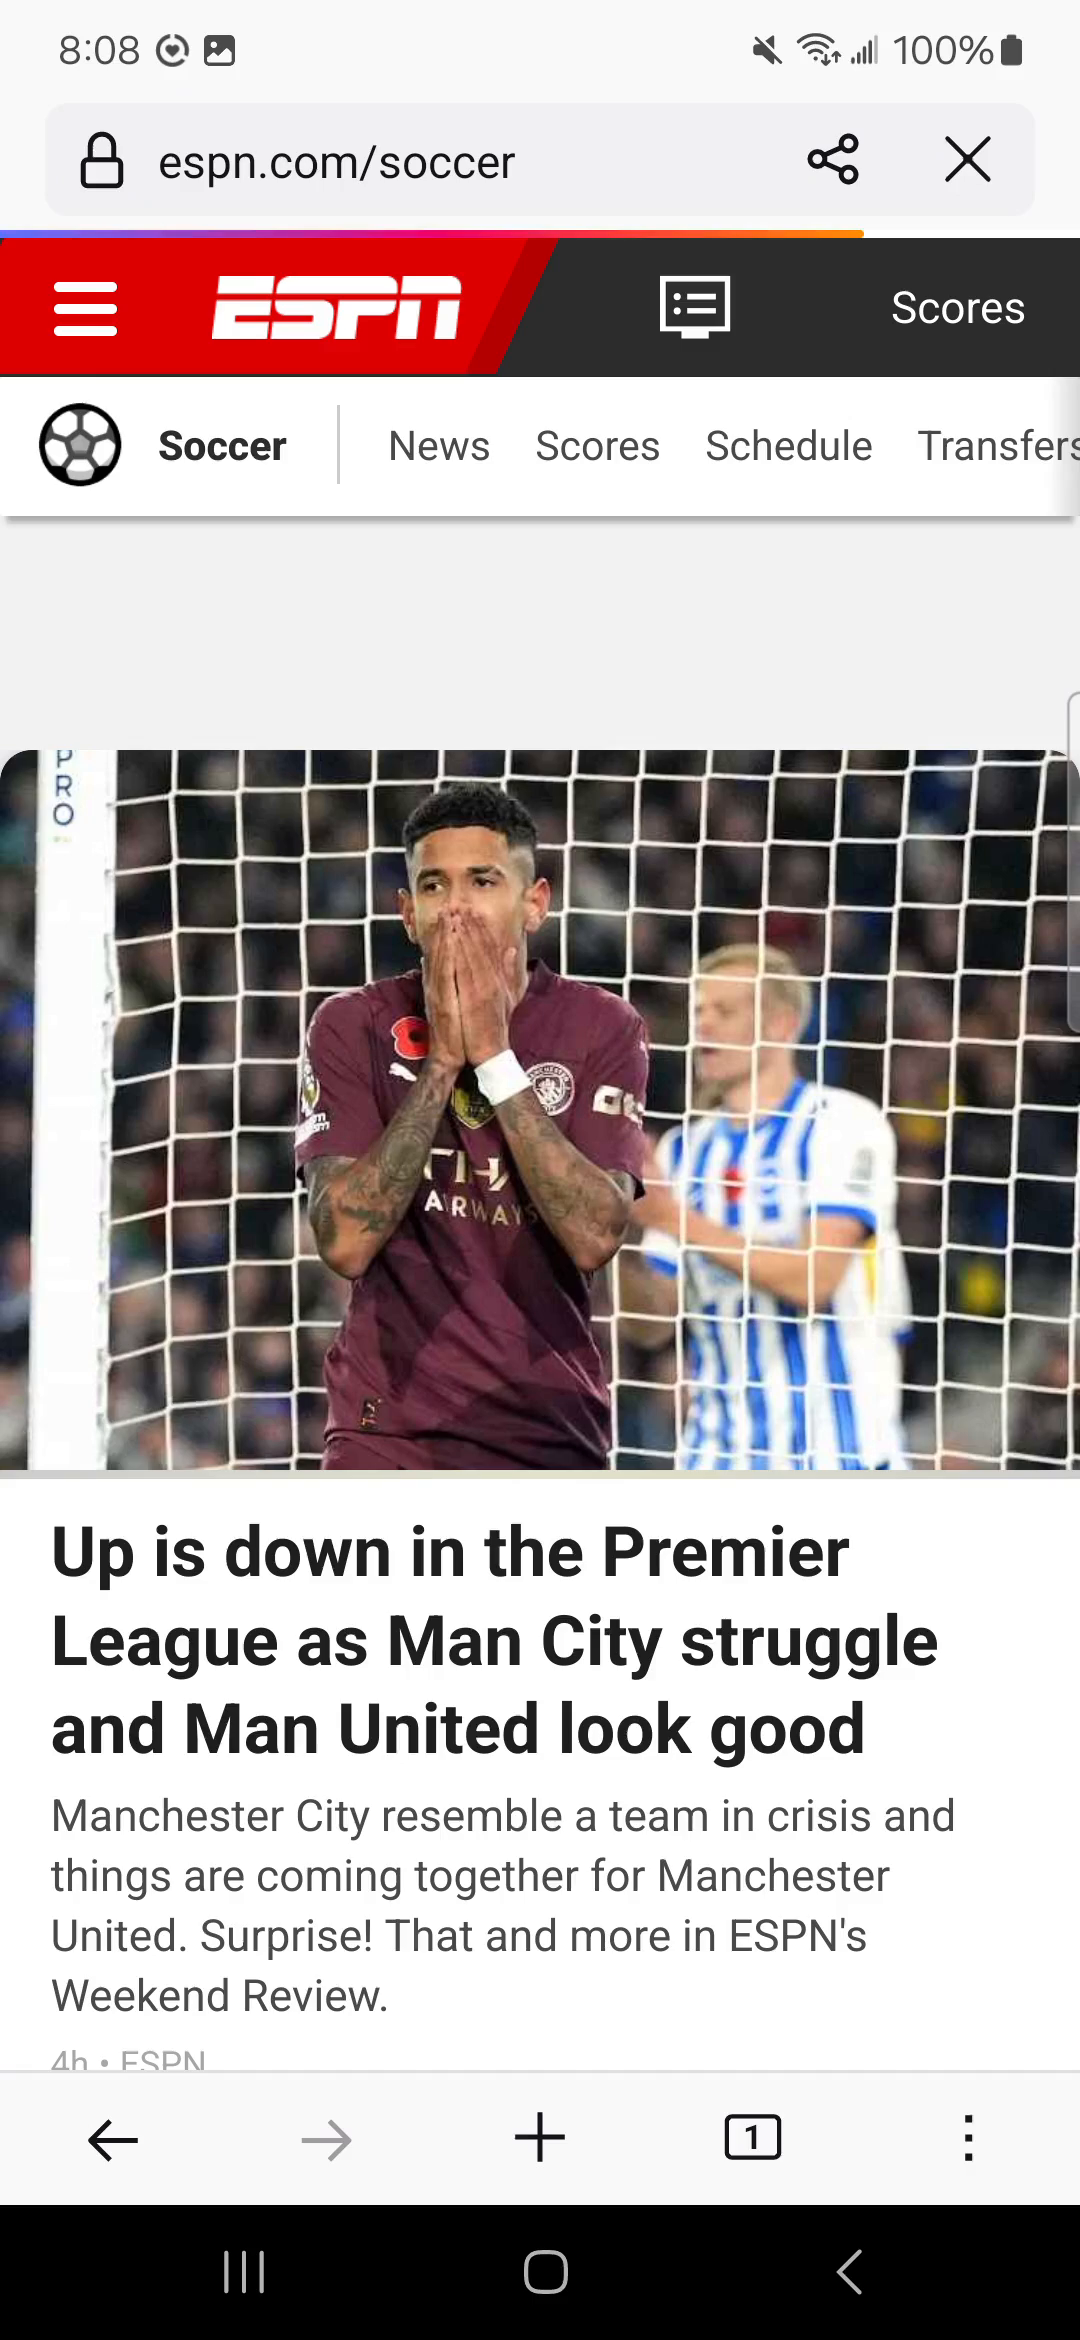 8:08 100%
espn.com/soccer
ESPN Scores
Soccer News Scores Schedule Transfers
PRO
MANCHESTER
AIRWAYS
Up is down in the Premier
League as Man City struggle
and Man United look good
Manchester City resemble a team in crisis and
things are coming together for Manchester
United. Surprise! That and more in ESPN's
Weekend Review.
4h • ESPN
1